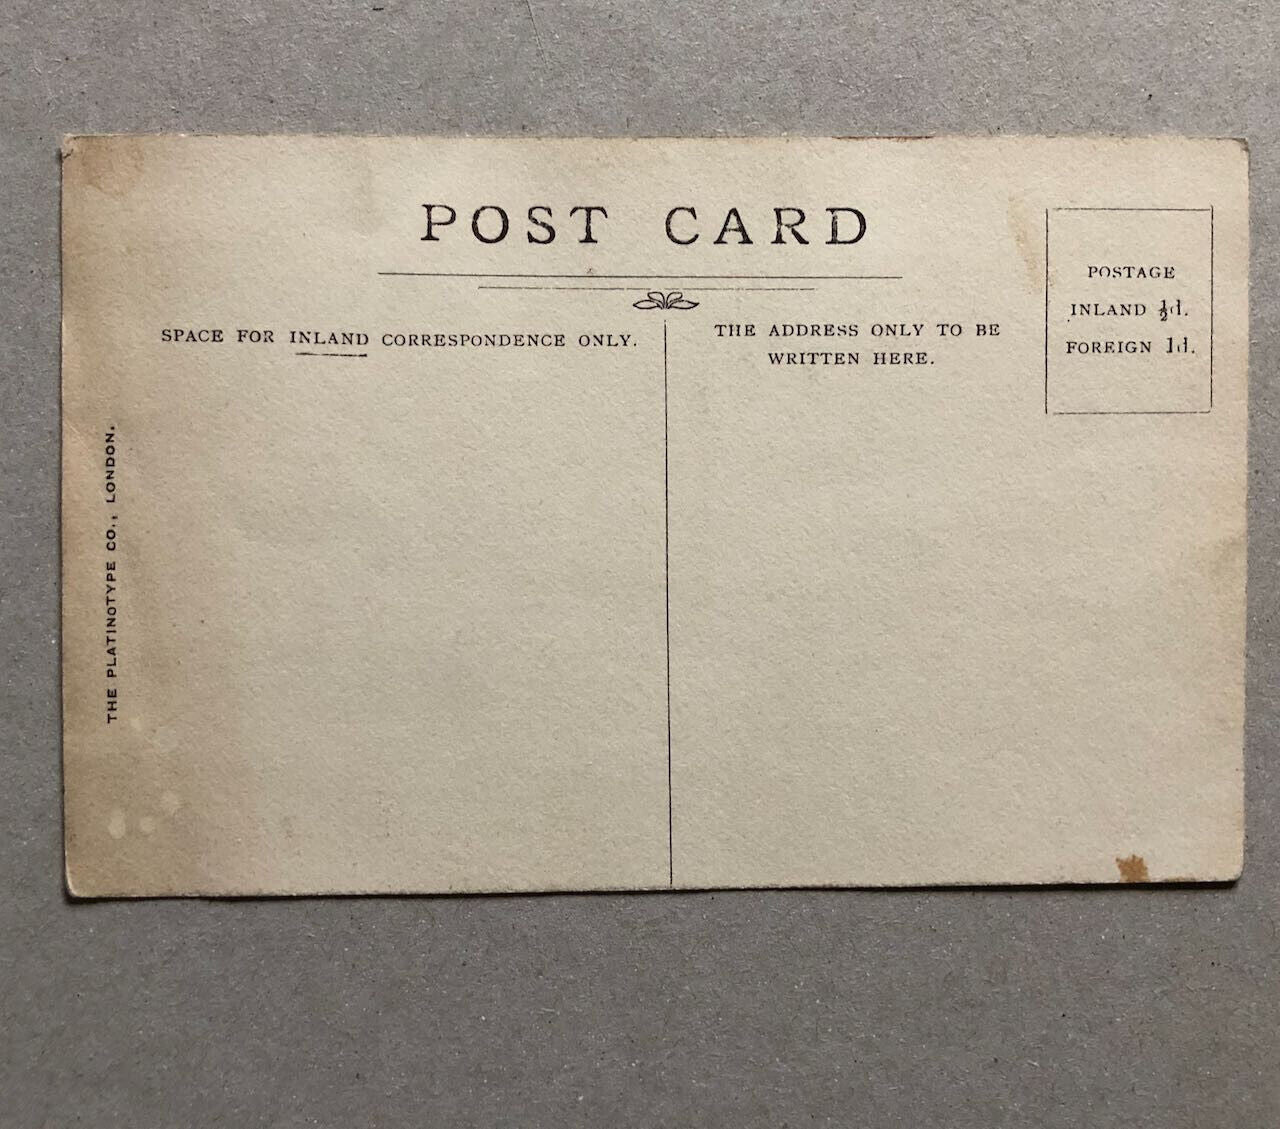 POST CARD
SPACE FOR INLAND CORRESPONDENCE ONLY.
THE ADDRESS ONLY TO BE
WRITTEN HERE.
POSTAGE
INLAND ½d.
FOREIGN 1d.
THE PLATINOTYPE CO., LONDON.